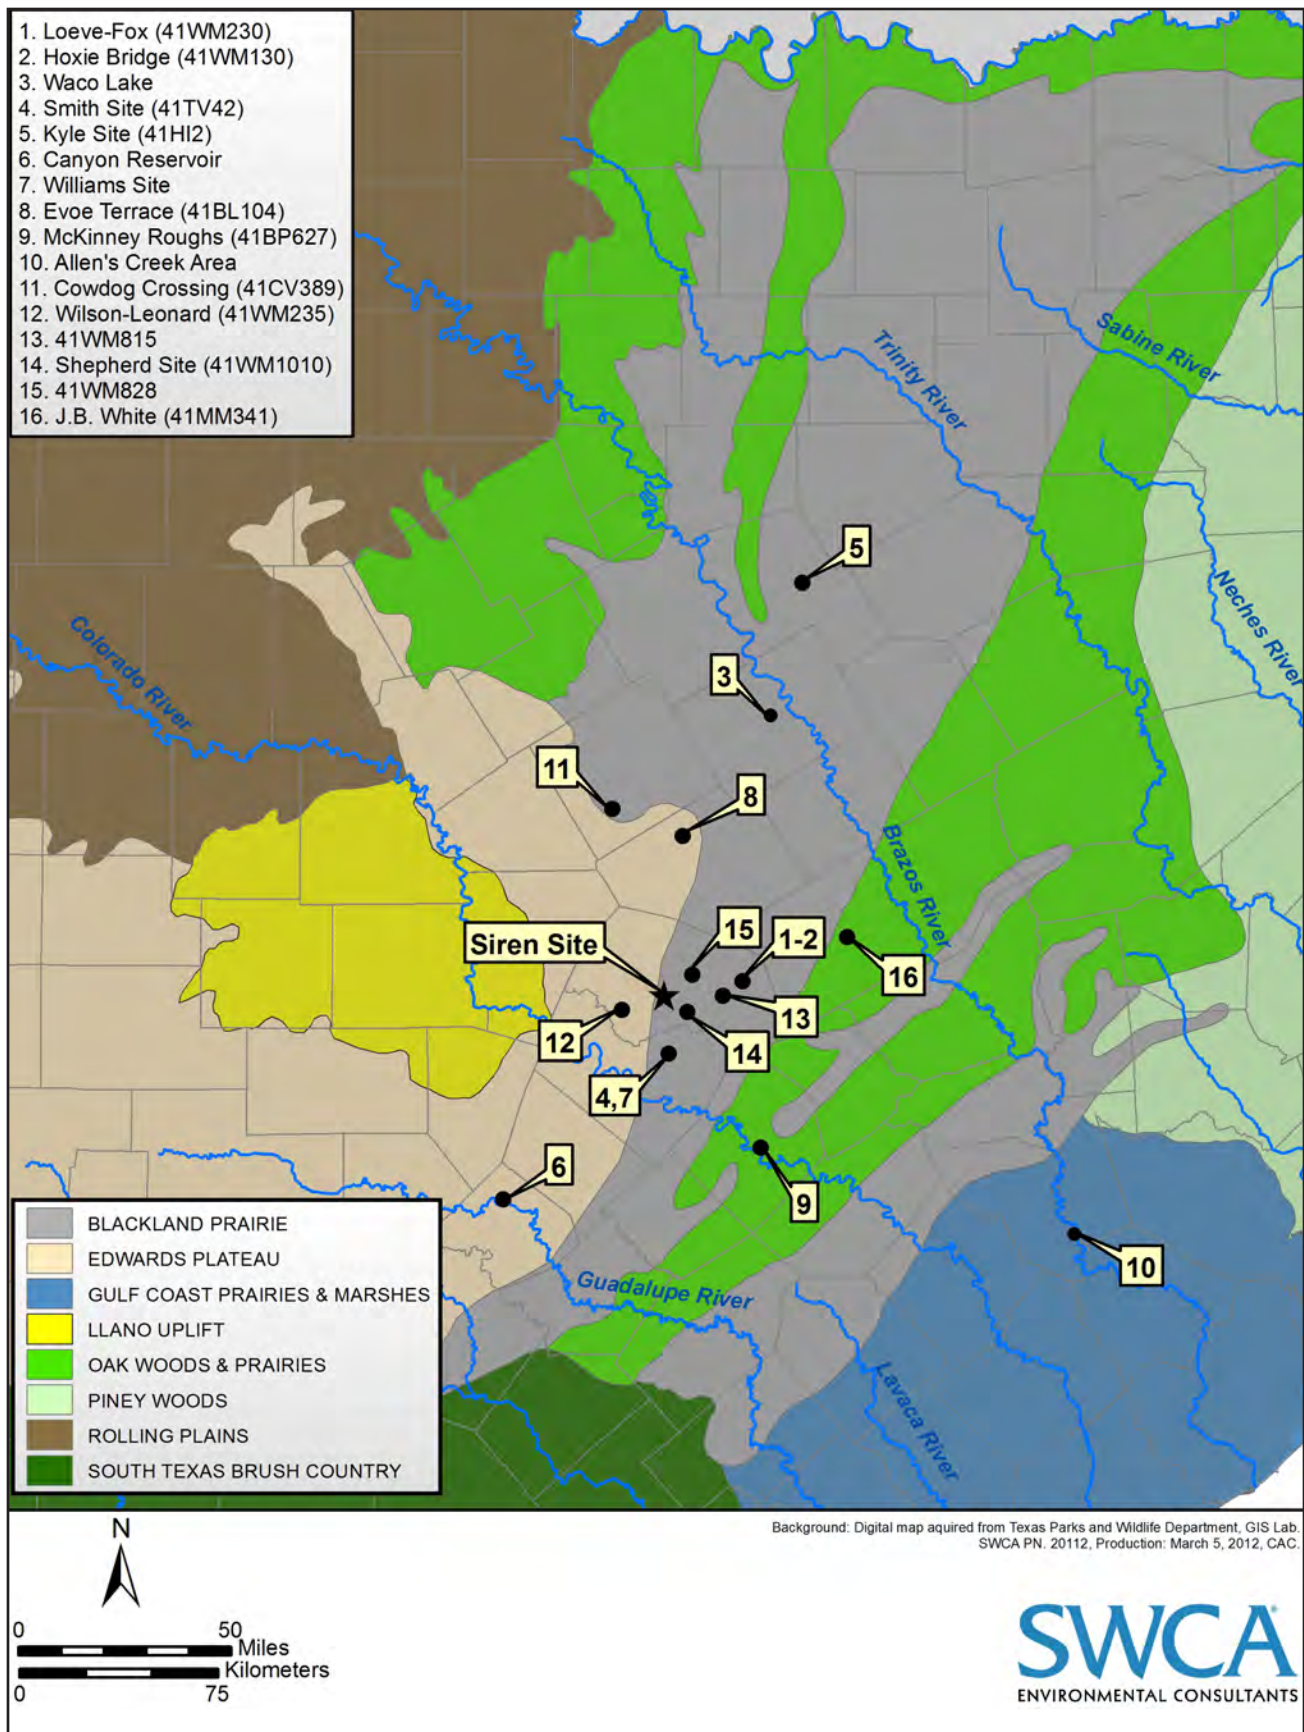 1. Loeve-Fox (41WM230)
2. Hoxie Bridge (41WM130)
3. Waco Lake
4. Smith Site (41TV42)
5. Kyle Site (41HI2)
6. Canyon Reservoir
7. Williams Site
8. Evoe Terrace (41BL104)
9. McKinney Roughs (41BP627)
10. Allen's Creek Area
11. Cowdog Crossing (41CV389)
12. Wilson-Leonard (41WM235)
13. 41WM815
14. Shepherd Site (41WM1010)
15. 41WM828
16. J.B. White (41MM341)
Trinity River
Sabine River
Neches River
Colorado River
Brazos River
Guadalupe River
Lavaca River
5
3
11
8
Siren Site
15
1-2
16
12
13
14
4,7
6
9
10
BLACKLAND PRAIRIE
EDWARDS PLATEAU
GULF COAST PRAIRIES & MARSHES
LLANO UPLIFT
OAK WOODS & PRAIRIES
PINEY WOODS
ROLLING PLAINS
SOUTH TEXAS BRUSH COUNTRY
N
0 50
Miles
Kilometers
0 75
Background: Digital map aquired from Texas Parks and Wildlife Department, GIS Lab.
SWCA PN. 20112, Production: March 5, 2012, CAC.
SWCA
ENVIRONMENTAL CONSULTANTS